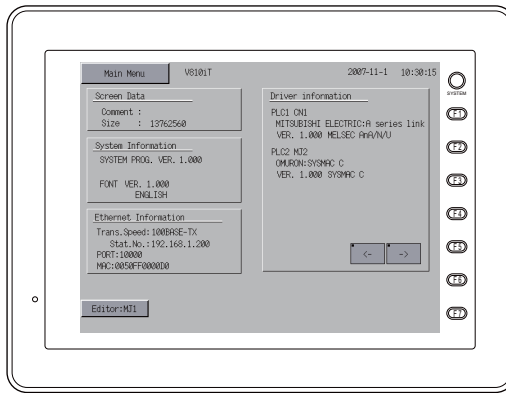 Main Menu V810iT 2007-11-1 10:30:15
SYSTEM
Screen Data
Comment :
Size : 13762560
System Information
SYSTEM PROG. VER. 1.000
FONT VER. 1.000
ENGLISH
Ethernet Information
Trans.Speed:100BASE-TX
Stat.No.:192.168.1.200
PORT:10000
MAC:0050FF0000D0
Driver information
PLC1 CN1
MITSUBISHI ELECTRIC:A series link
VER. 1.000 MELSEC AnA/N/U
PLC2 MJ2
OMURON:SYSMAC C
VER. 1.000 SYSMAC C
<- ->
Editor:MJ1
F1
F2
F3
F4
F5
F6
F7